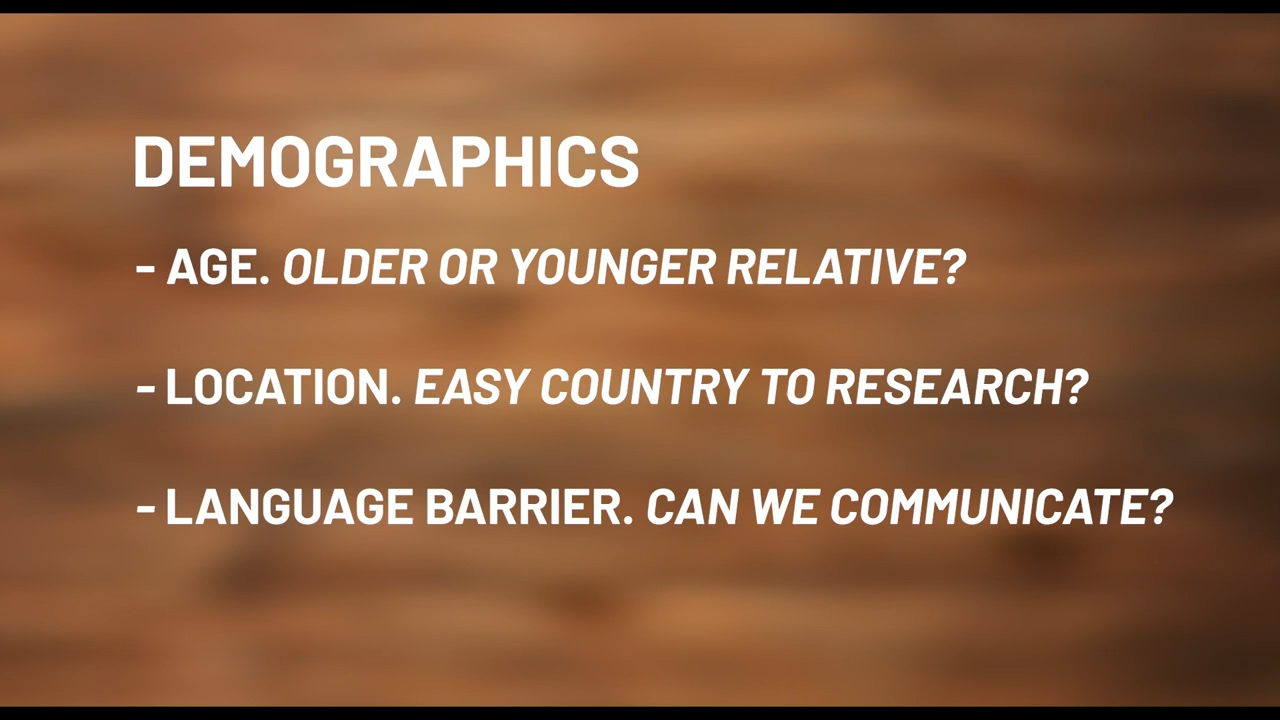 DEMOGRAPHICS
- AGE. OLDER OR YOUNGER RELATIVE?
- LOCATION. EASY COUNTRY TO RESEARCH?
- LANGUAGE BARRIER. CAN WE COMMUNICATE?